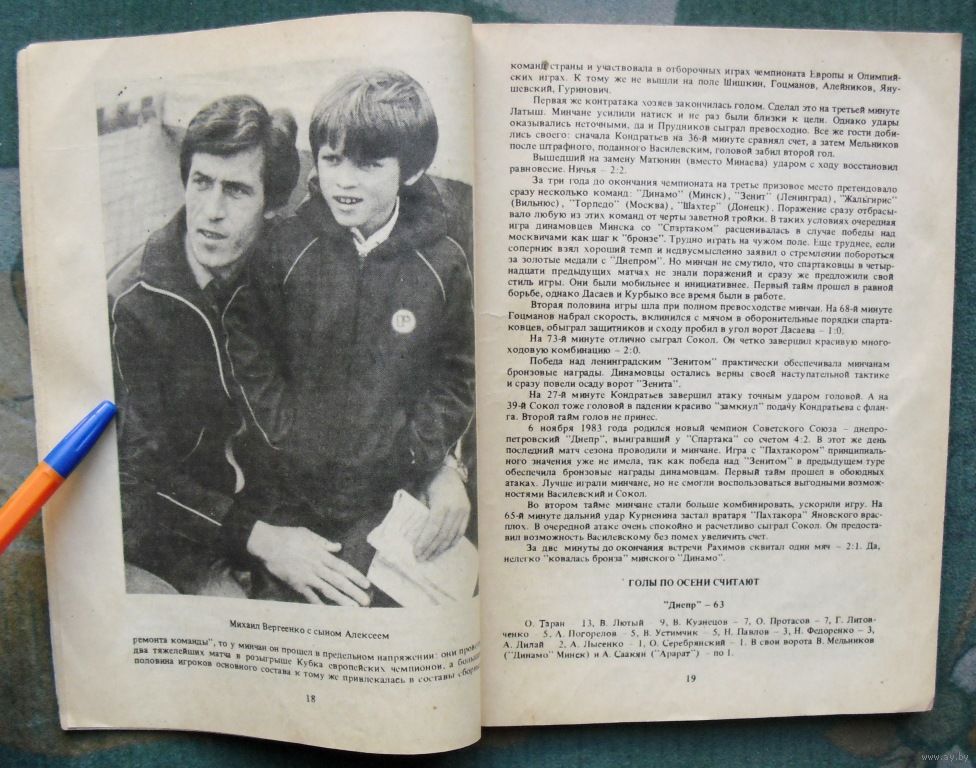 Михаил Вергеенко с сыном Алексеем
ремонта команды", то у минчан он прошел в предельном напряжении: они
два тяжелейших матча в розыгрыше Кубка европейских чемпионов, а
половина игроков основного состава к тому же привлекалась в составы
18
команд страны и участвовала в отборочных играх чемпионата Европы и Олимпий-
ских играх. К тому же не вышли на поле Шишкин, Гоцманов, Алейников, Яну-
шевский, Гуринович.
Первая же контратака хозяев закончилась голом. Сделал это на третьей минуте
Латыш. Минчане усилили натиск и не раз были близки к цели. Однако удары
оказывались неточными, да и Прудников сыграл превосходно. Все же гости доби-
лись своего: сначала Кондратьев на 36-й минуте сравнял счет, а затем Мельников
после штрафного, поданного Василевским, головой забил второй гол.
Вышедший на замену Матюнин (вместо Минаева) ударом с ходу восстановил
равновесие. Ничья – 2:2.
За три года до окончания чемпионата на третье призовое место претендовало
сразу несколько команд: "Динамо" (Минск), "Зенит" (Ленинград), "Жальгирис"
(Вильнюс), "Торпедо" (Москва), "Шахтер" (Донецк). Поражение сразу отбрасы-
вало любую из этих команд от черты заветной тройки. В таких условиях очередная
игра динамовцев Минска со "Спартаком" расценивалась в случае победы над
москвичами как шаг к "бронзе". Трудно играть на чужом поле. Еще труднее, если
соперник взял хороший темп и недвусмысленно заявил о стремлении побороться
за золотые медали с "Днепром". Но минчан не смутило, что спартаковцы в четыр-
надцати предыдущих матчах не знали поражений и сразу же предложили свой
стиль игры. Они были мобильнее и инициативнее. Первый тайм прошел в равной
борьбе, однако Дасаев и Курбыко все время были в работе.
Вторая половина игры шла при полном превосходстве минчан. На 68-й минуте
Гоцманов набрал скорость, вклинился с мячом в оборонительные порядки спарта-
ковцев, обыграл защитников и сходу пробил в угол ворот Дасаева – 1:0.
На 73-й минуте отлично сыграл Сокол. Он четко завершил красивую много-
ходовую комбинацию – 2:0.
Победа над ленинградским "Зенитом" практически обеспечивала минчанам
бронзовые награды. Динамовцы остались верны своей наступательной тактике
и сразу повели осаду ворот "Зенита".
На 27-й минуте Кондратьев завершил атаку точным ударом головой. А на
39-й Сокол тоже головой в падении красиво "замкнул" подачу Кондратьева с флан-
га. Второй тайм голов не принес.
6 ноября 1983 года родился новый чемпион Советского Союза – днепро-
петровский "Днепр", выигравший у "Спартака" со счетом 4:2. В этот же день
последний матч сезона проводили и минчане. Игра с "Пахтакором" принципиаль-
ного значения уже не имела, так как победа над "Зенитом" в предыдущем туре
обеспечила бронзовые награды динамовцам. Первый тайм прошел в обоюдных
атаках. Лучше играли минчане, но не смогли воспользоваться выгодными возмож-
ностями Василевский и Сокол.
Во втором тайме минчане стали больше комбинировать, ускорили игру. На
65-й минуте дальний удар Курненина застал вратаря "Пахтакора" Яновского врас-
плох. В очередной атаке очень спокойно и расчетливо сыграл Сокол. Он предоста-
вил возможность Василевскому без помех увеличить счет.
За две минуты до окончания встречи Рахимов сквитал один мяч – 2:1. Да,
нелегко "ковалась бронза" минского "Динамо".
ГОЛЫ ПО ОСЕНИ СЧИТАЮТ
"Днепр" – 63
О. Таран 13, В. Лютый – 9, В. Кузнецов – 7, О. Протасов – 7, Г. Литов-
ченко – 5, А. Погорелов – 5, В. Устимчик – 5, Н. Павлов – 3, Н. Федоренко – 3,
А. Дилай 2, А. Лысенко – 1, О. Серебрянский – 1. В свои ворота В. Мельников
("Динамо" Минск) и А. Саакян ("Арарат") – по 1.
19
www.ay.by